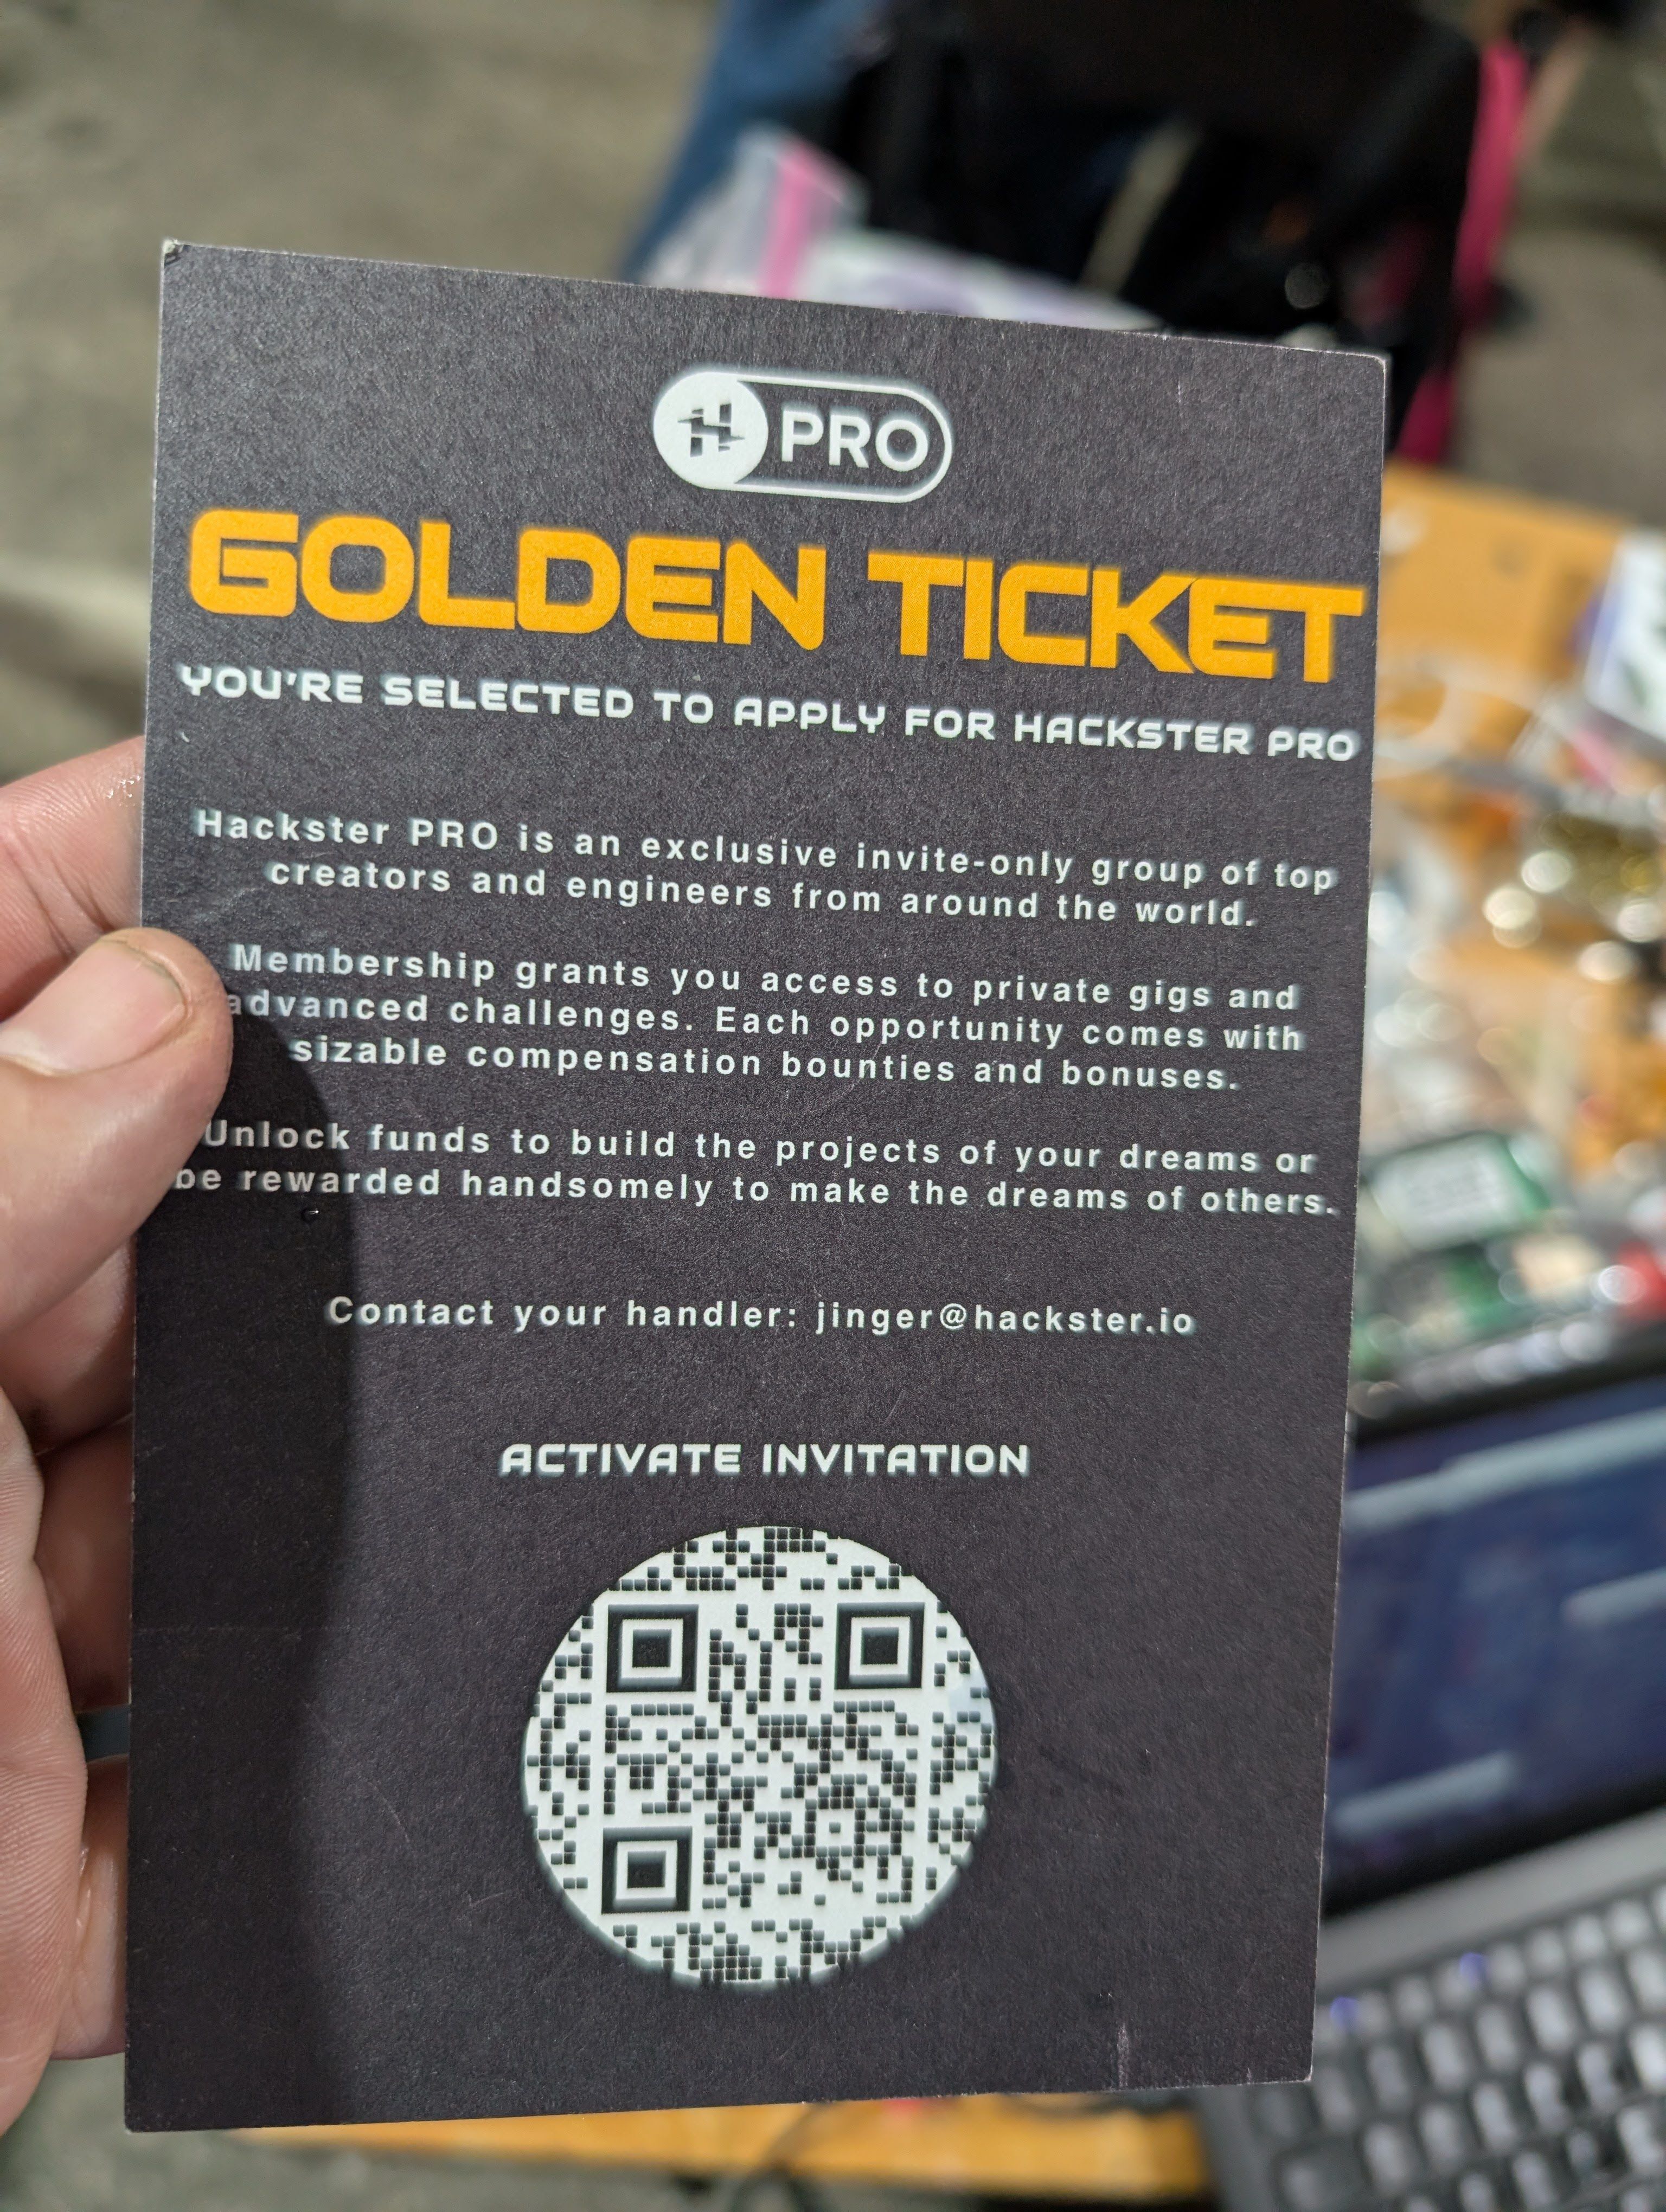 H PRO
GOLDEN TICKET
YOU'RE SELECTED TO APPLY FOR HACKSTER PRO
Hackster PRO is an exclusive invite-only group of top
creators and engineers from around the world.
Membership grants you access to private gigs and
advanced challenges. Each opportunity comes with
sizable compensation bounties and bonuses.
Unlock funds to build the projects of your dreams or
be rewarded handsomely to make the dreams of others.
Contact your handler: jinger@hackster.io
ACTIVATE INVITATION